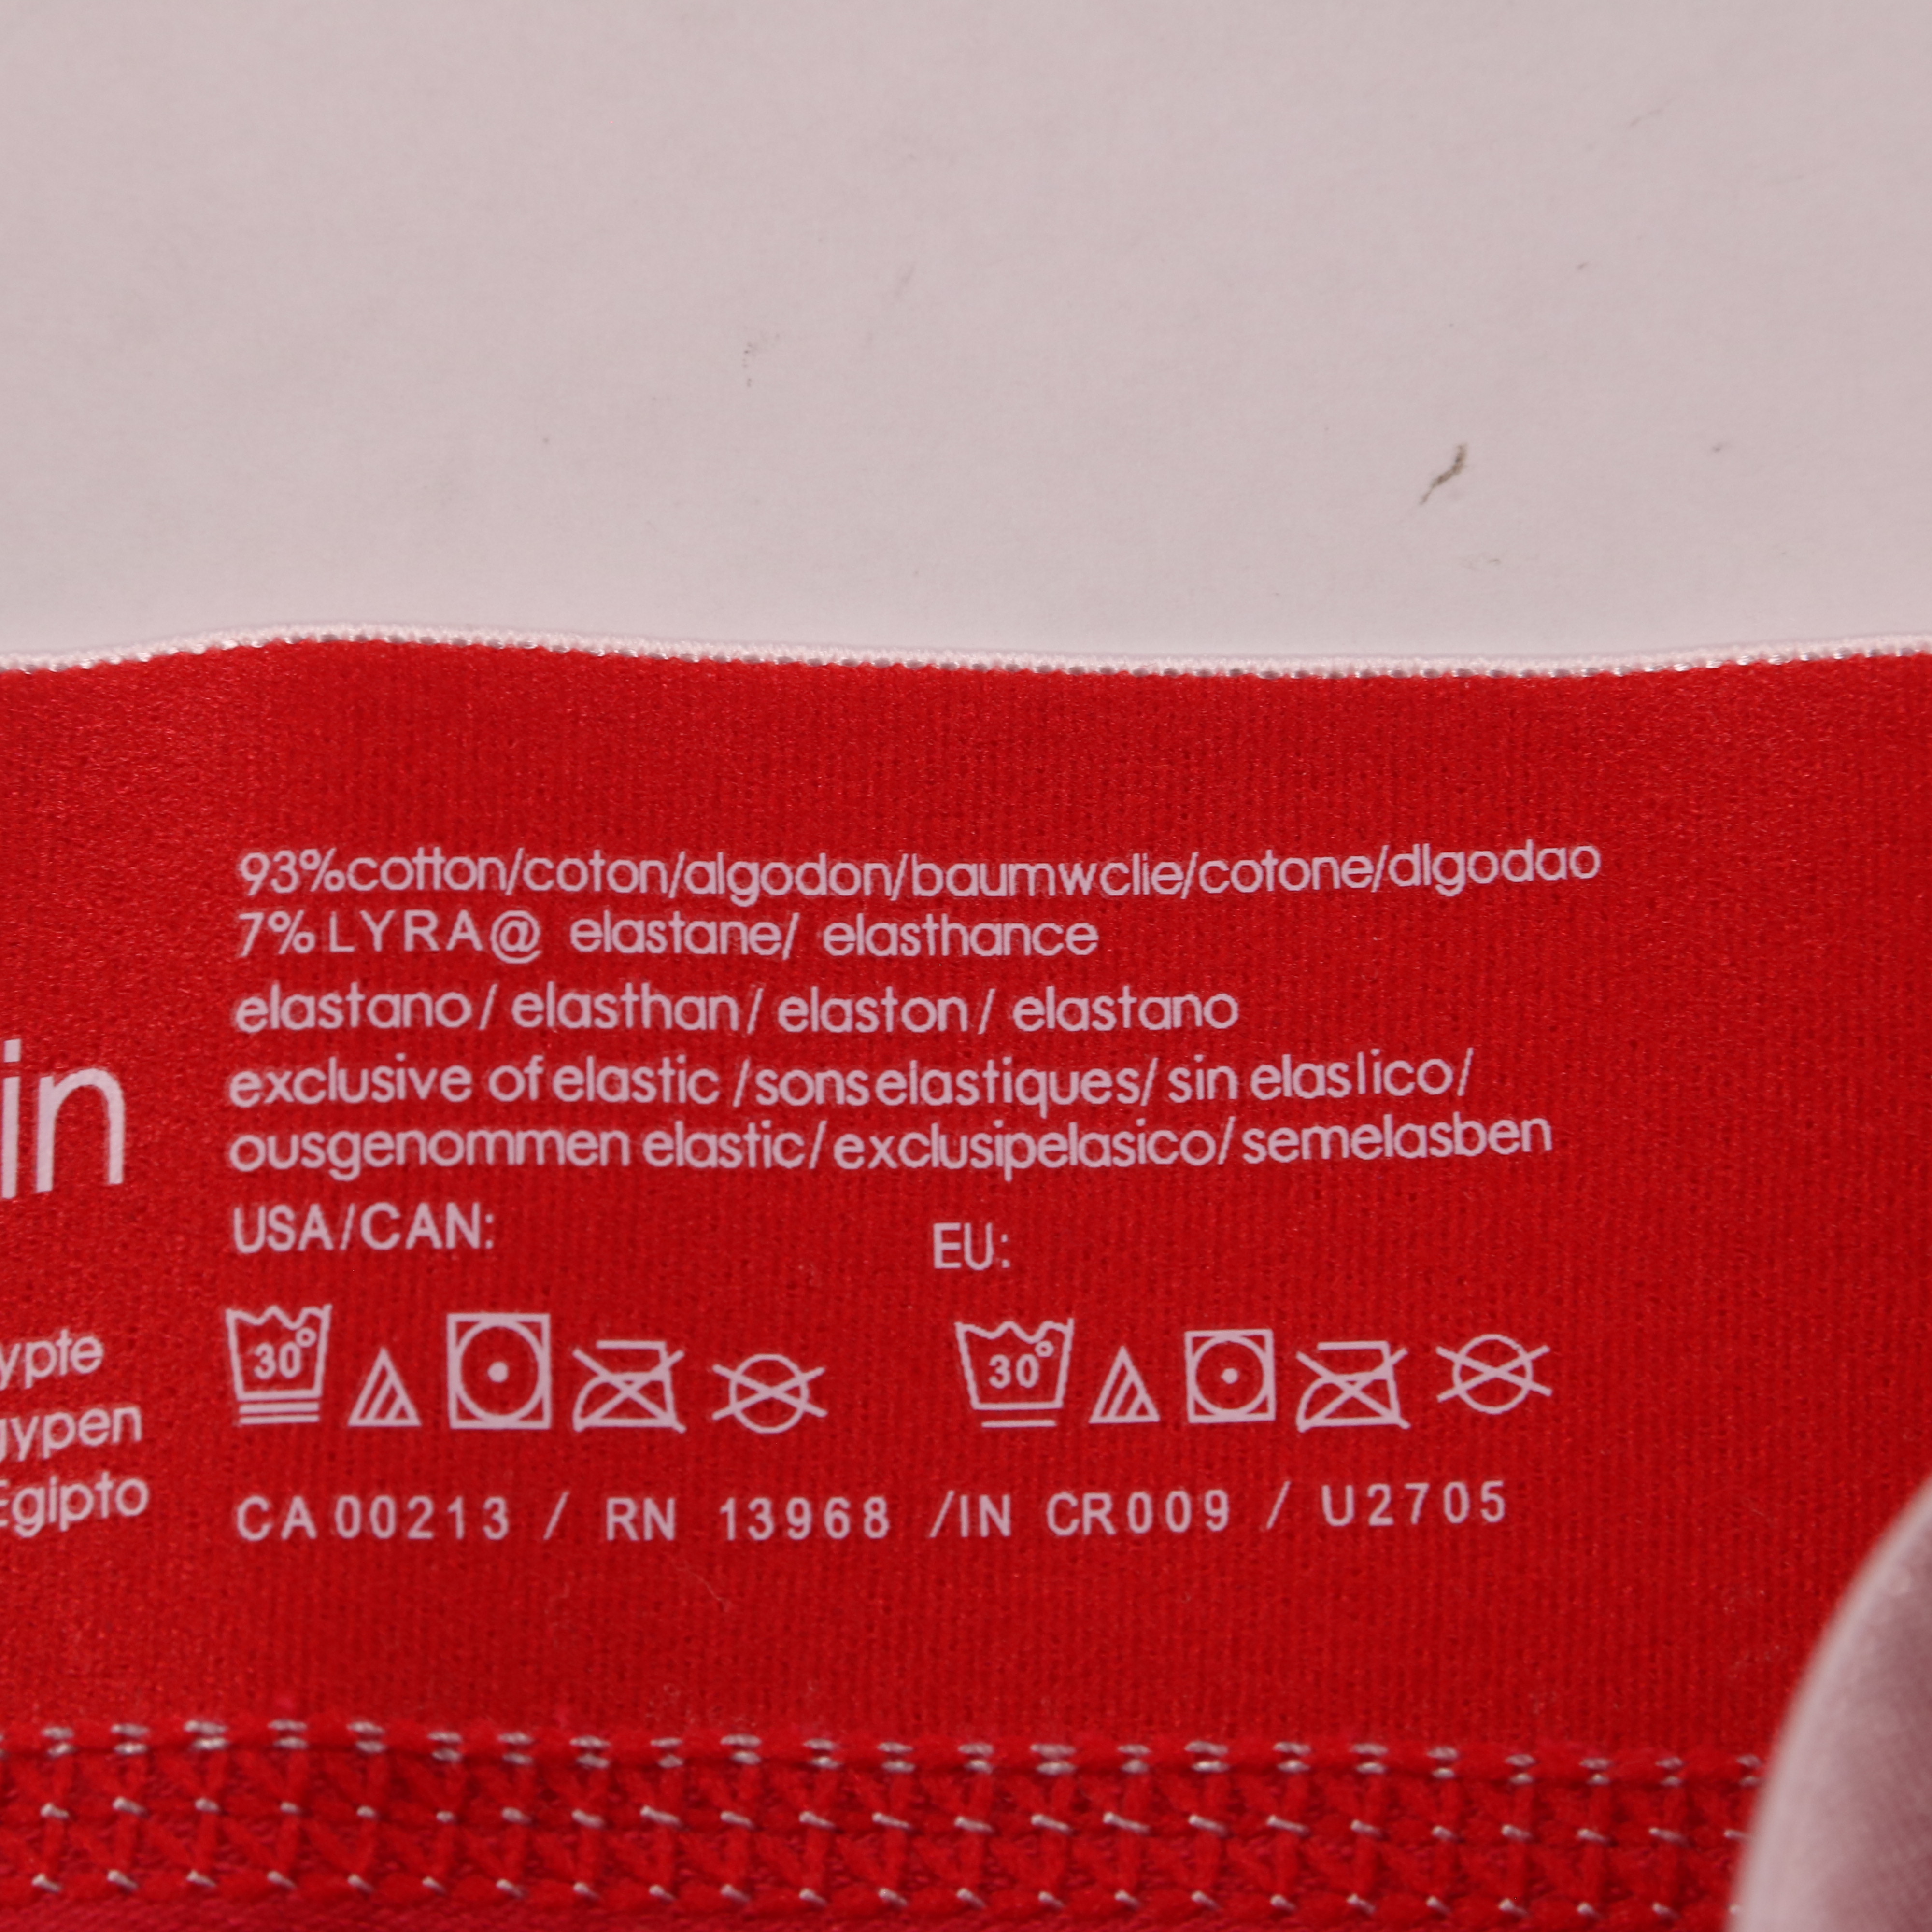 93%cotton/coton/algodon/baumwclie/cotone/dlgodao
7% LYRA@ elastane/ elasthance
elastano/ elasthan/ elaston/ elastano
exclusive of elastic /sonselastiques/ sin elaslico/
ousgenommen elastic/ exclusipelasico/ semelasben
in
USA/CAN: EU:
30° 30°
ypte
gypen
Egipto
CA 00213 / RN 13968 /IN CR009 / U2705